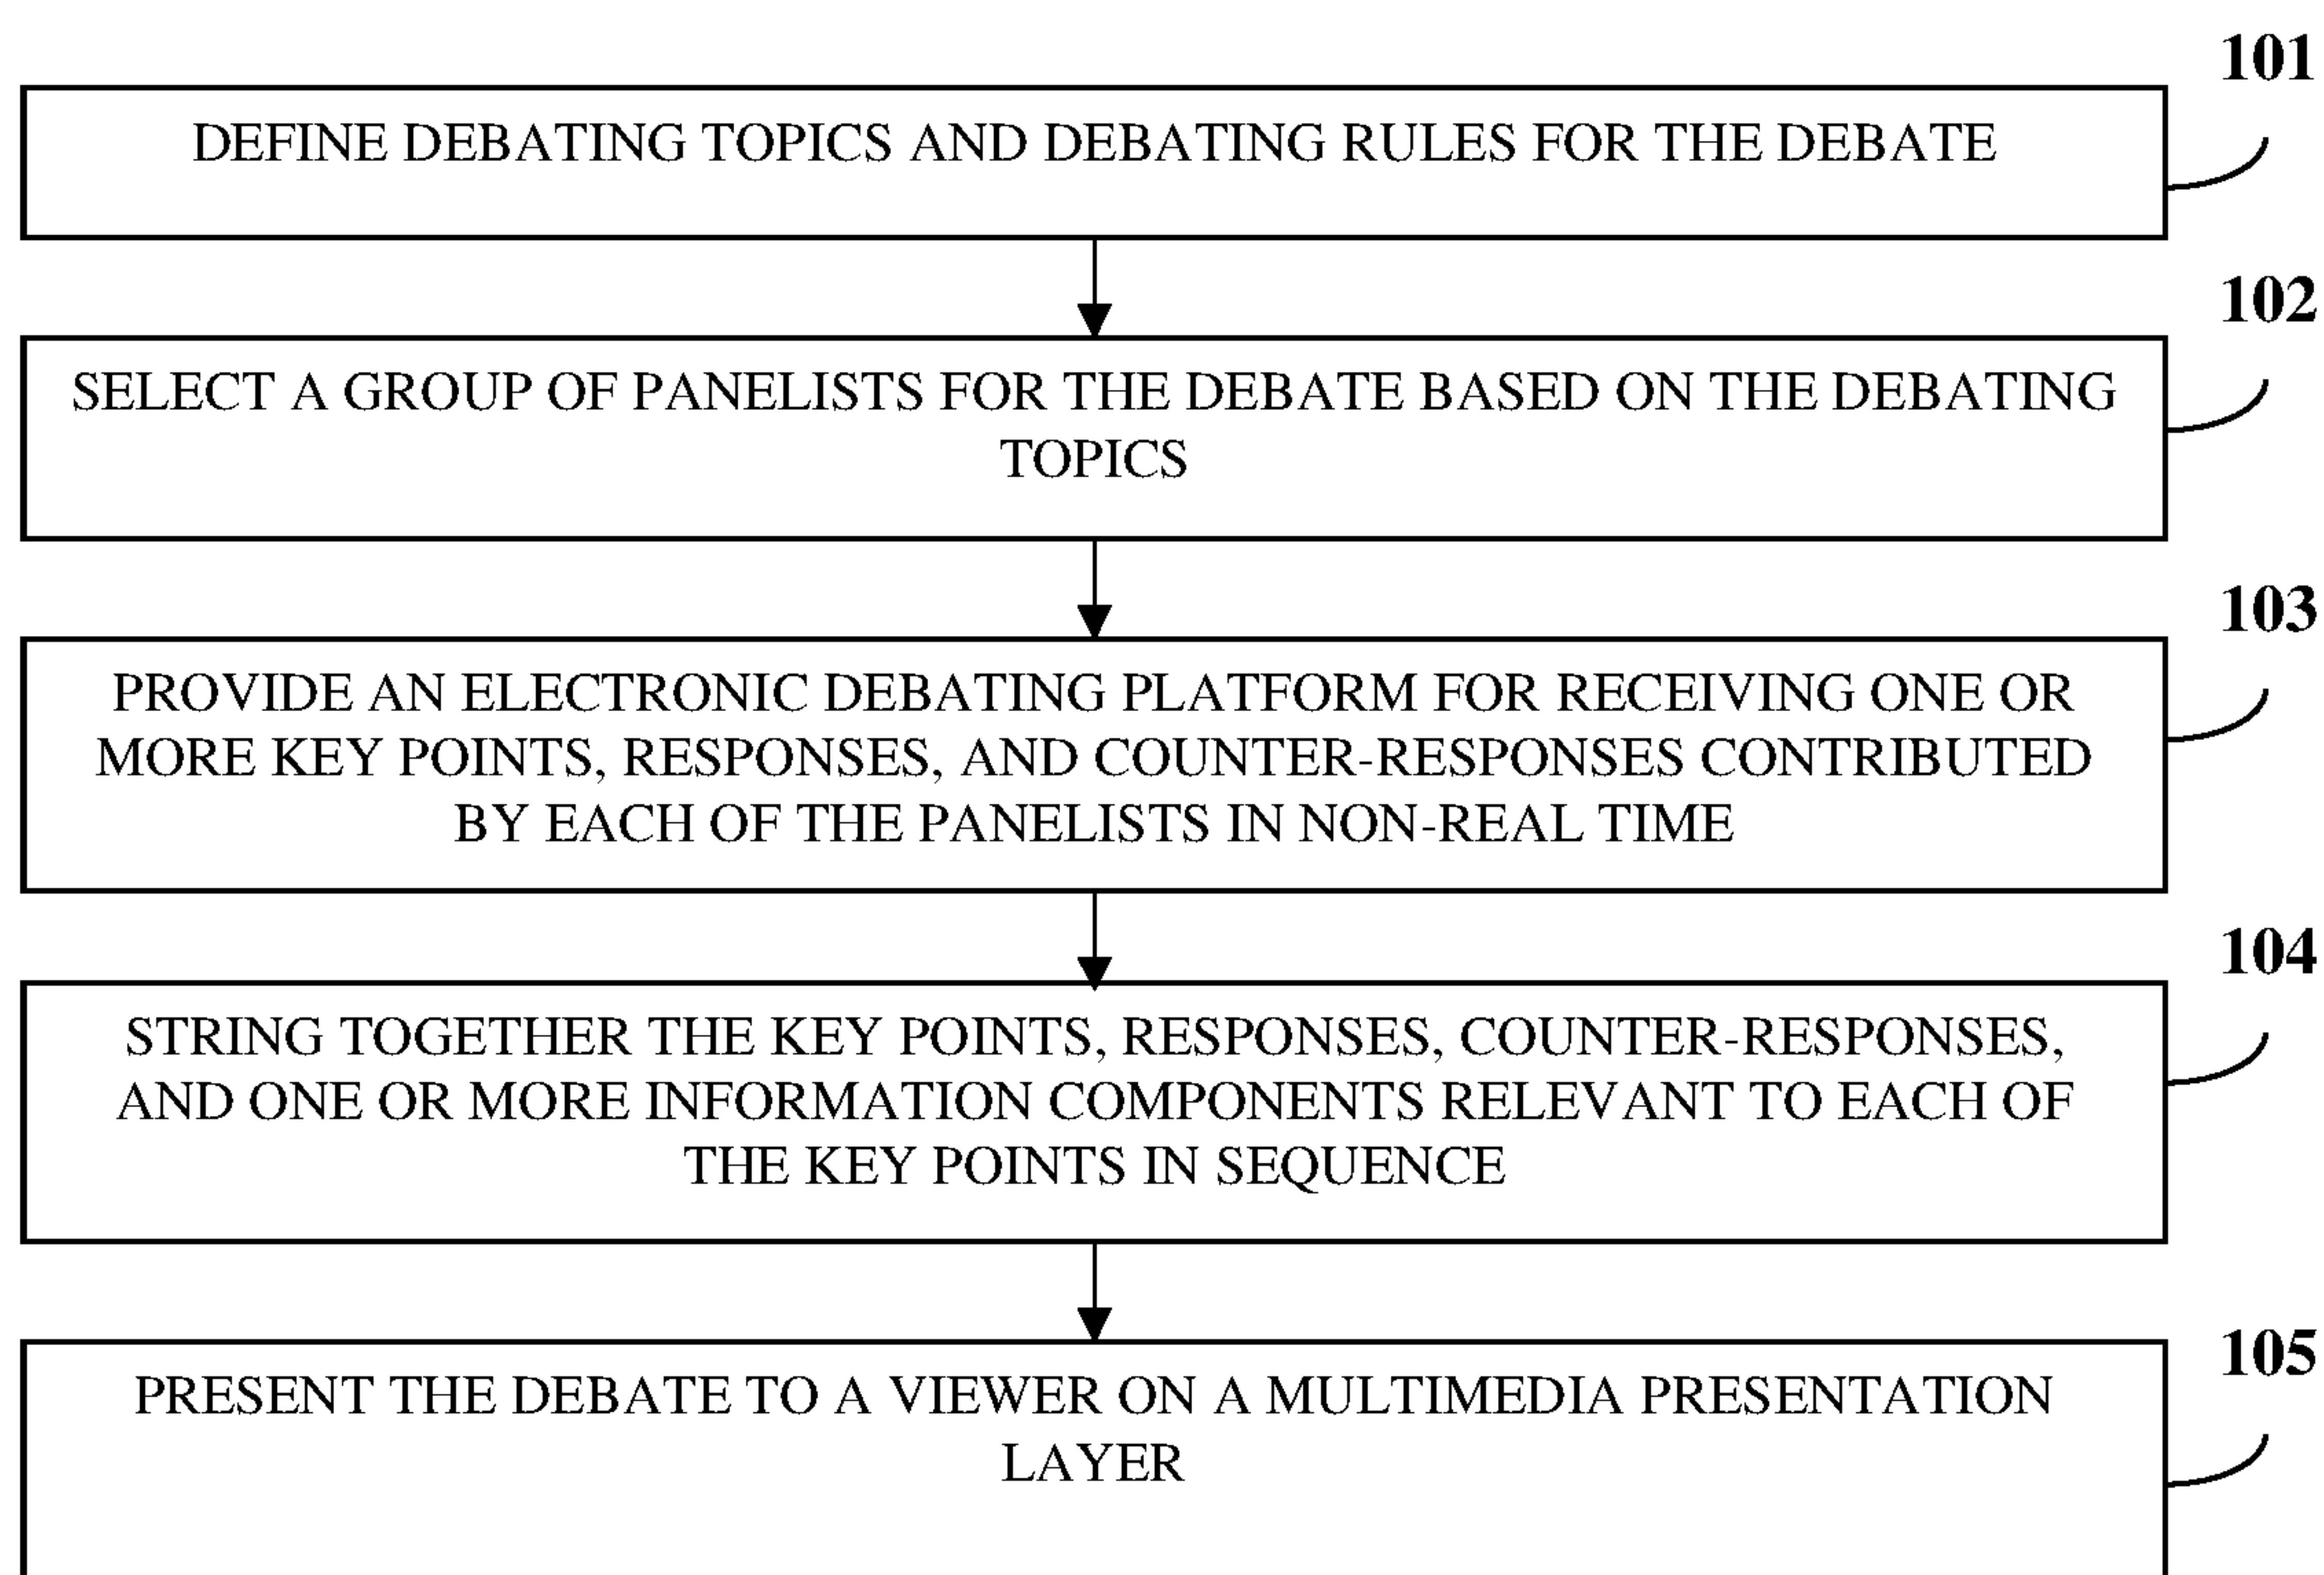 101
DEFINE DEBATING TOPICS AND DEBATING RULES FOR THE DEBATE
102
SELECT A GROUP OF PANELISTS FOR THE DEBATE BASED ON THE DEBATING
TOPICS
103
PROVIDE AN ELECTRONIC DEBATING PLATFORM FOR RECEIVING ONE OR
MORE KEY POINTS, RESPONSES, AND COUNTER-RESPONSES CONTRIBUTED
BY EACH OF THE PANELISTS IN NON-REAL TIME
104
STRING TOGETHER THE KEY POINTS, RESPONSES, COUNTER-RESPONSES,
AND ONE OR MORE INFORMATION COMPONENTS RELEVANT TO EACH OF
THE KEY POINTS IN SEQUENCE
105
PRESENT THE DEBATE TO A VIEWER ON A MULTIMEDIA PRESENTATION
LAYER